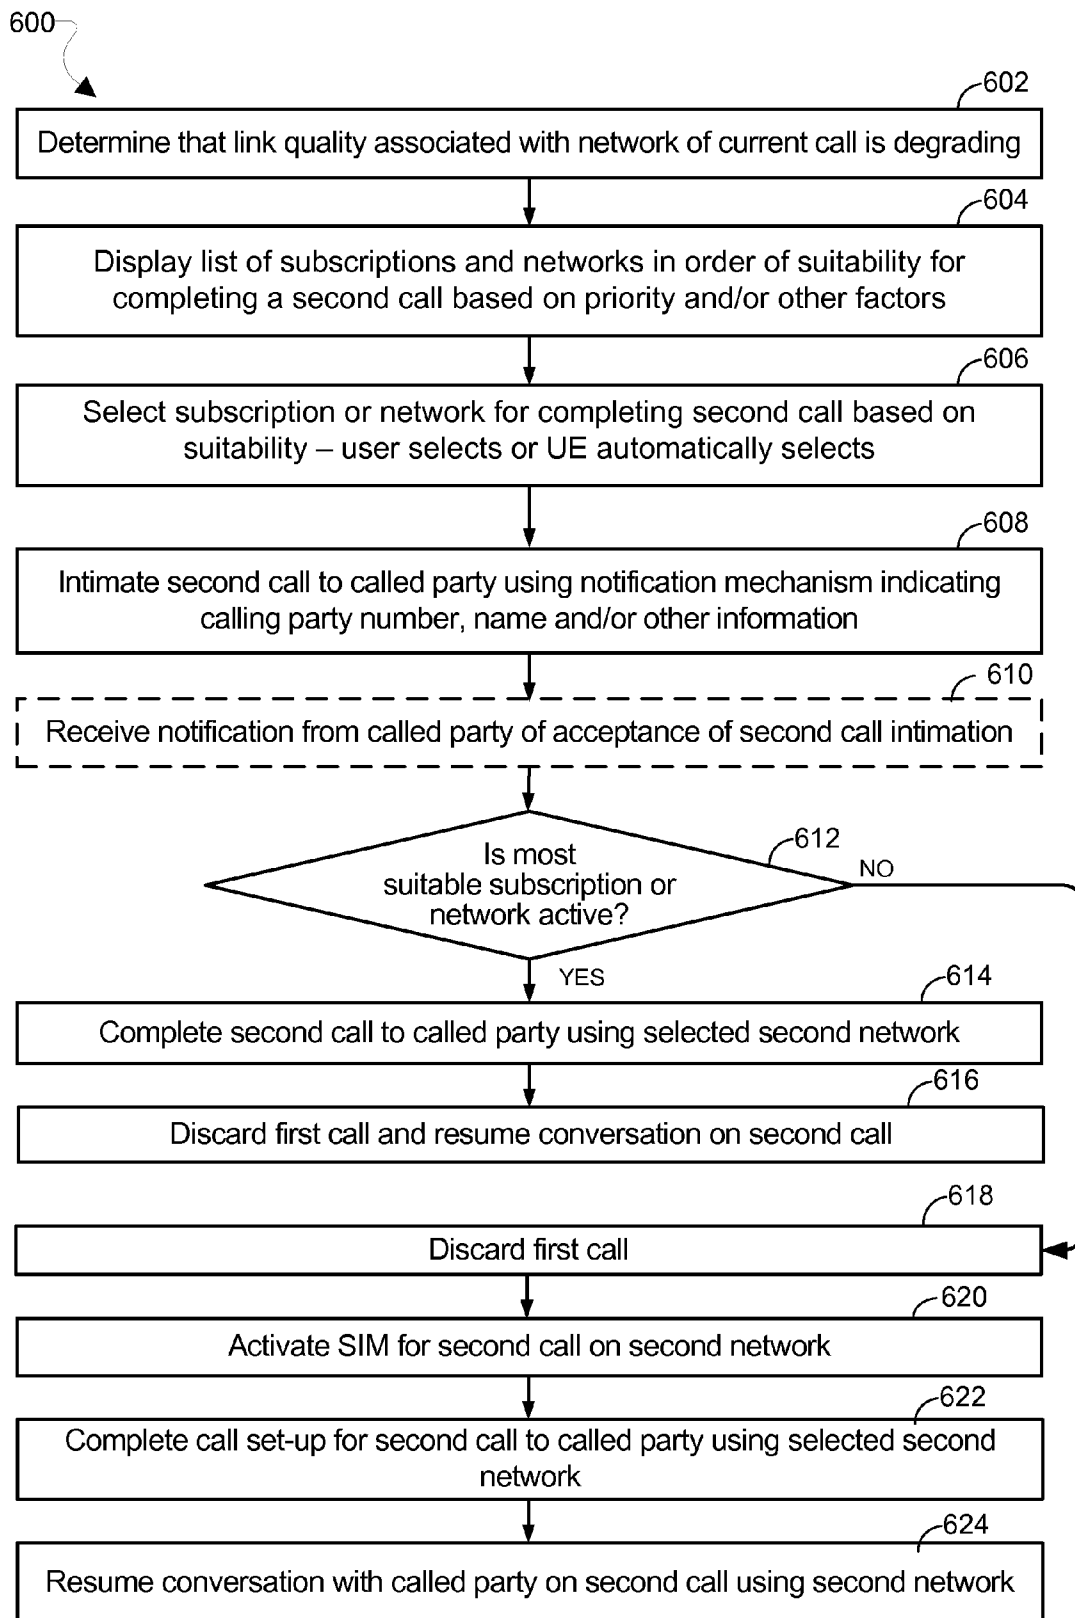 600
602
Determine that link quality associated with network of current call is degrading
604
Display list of subscriptions and networks in order of suitability for
completing a second call based on priority and/or other factors
606
Select subscription or network for completing second call based on
suitability – user selects or UE automatically selects
608
Intimate second call to called party using notification mechanism indicating
calling party number, name and/or other information
610
Receive notification from called party of acceptance of second call intimation
612
Is most
suitable subscription or
network active?
NO
YES
614
Complete second call to called party using selected second network
616
Discard first call and resume conversation on second call
618
Discard first call
620
Activate SIM for second call on second network
622
Complete call set-up for second call to called party using selected second
network
624
Resume conversation with called party on second call using second network